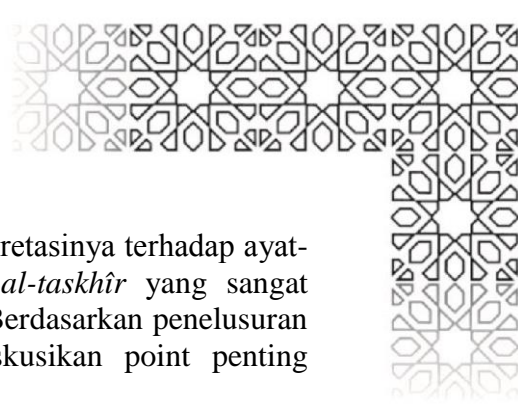 retasinya terhadap ayat-
al-taskhîr yang sangat
Berdasarkan penelusuran
skusikan point penting